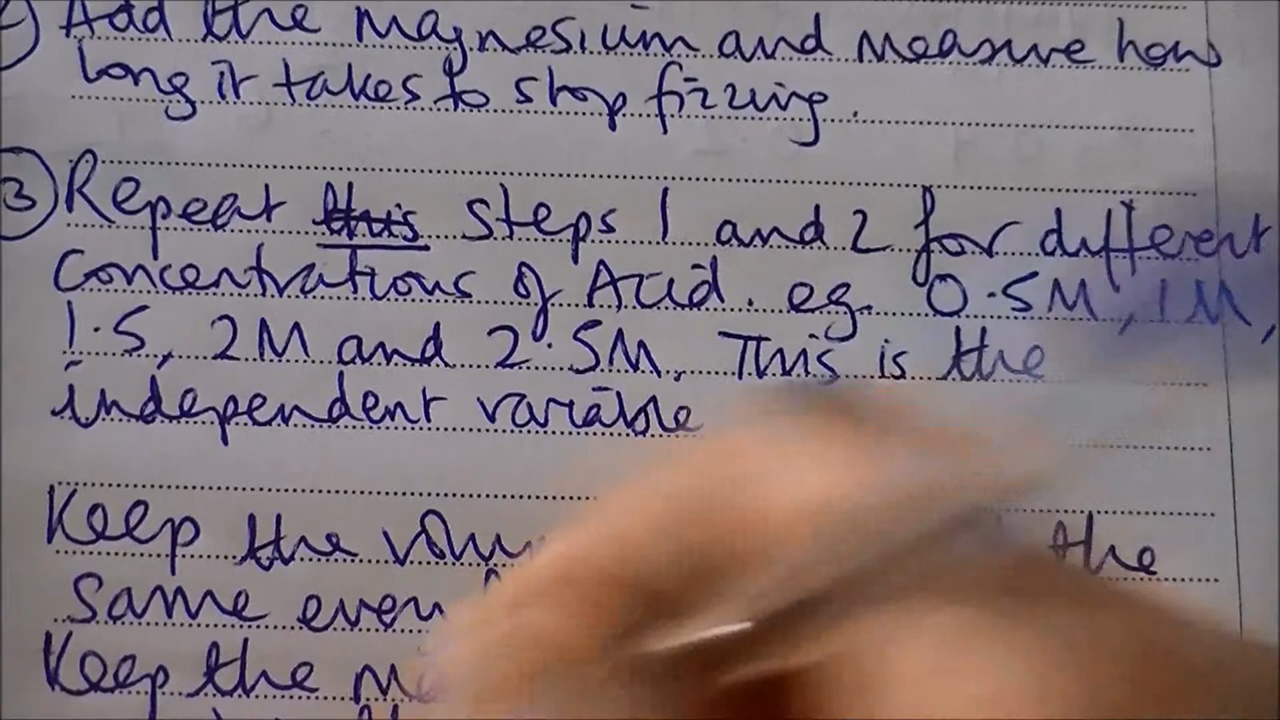 2) Add the Magnesium and measure how
long it takes to stop fizzing.
3 Repeat this steps 1 and 2 for different
Concentrations of Acid. eg. 0.5M, 1M,
1.5, 2M and 2.5M. This is the
independent variable
Keep the the
same
Keep the